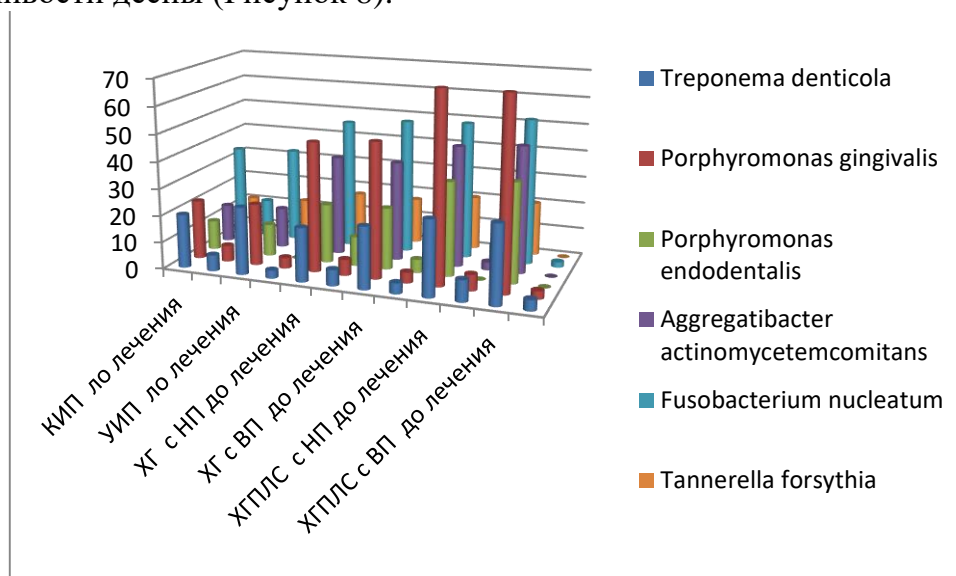 десны (Рисунок
70
60
50
40
30
20
10
0
КИП ло лечения
УИП ло лечения
ХГ с НП до лечения
ХГ с ВП до лечения
ХГПЛС с НП до лечения
ХГПЛС с ВП до лечения
Treponema denticola
Porphyromonas gingivalis
Porphyromonas
endodentalis
Aggregatibacter
actinomycetemcomitans
Fusobacterium nucleatum
Tannerella forsythia